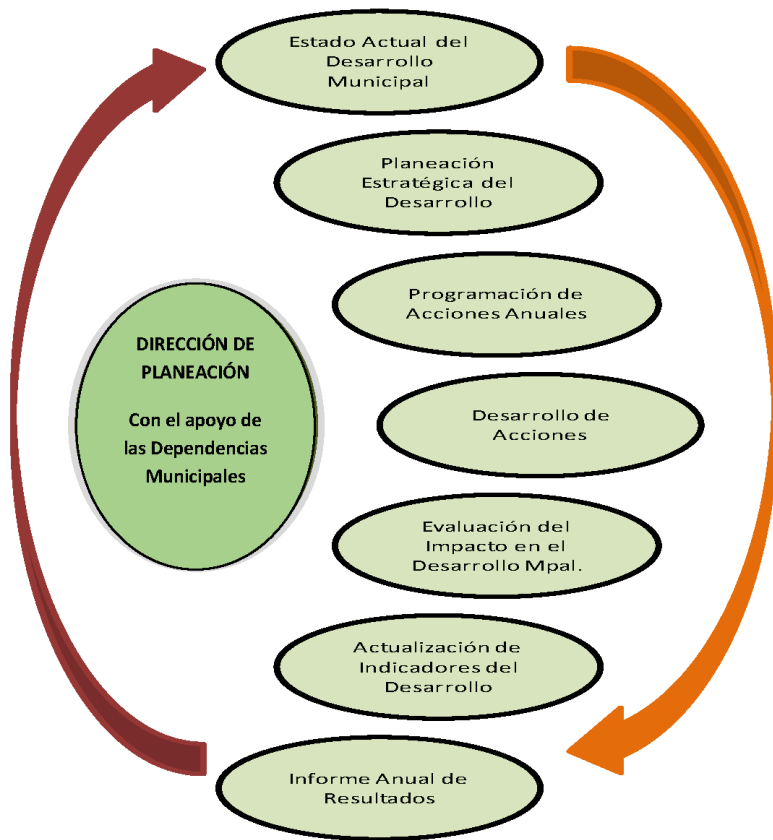 Estado Actual del
Desarrollo
Municipal
Planeación
Estratégica del
Desarrollo
Programación de
Acciones Anuales
DIRECCIÓN DE
PLANEACIÓN
Con el apoyo de
las Dependencias
Municipales
Desarrollo de
Acciones
Evaluación del
Impacto en el
Desarrollo Mpal.
Actualización de
Indicadores del
Desarrollo
Informe Anual de
Resultados